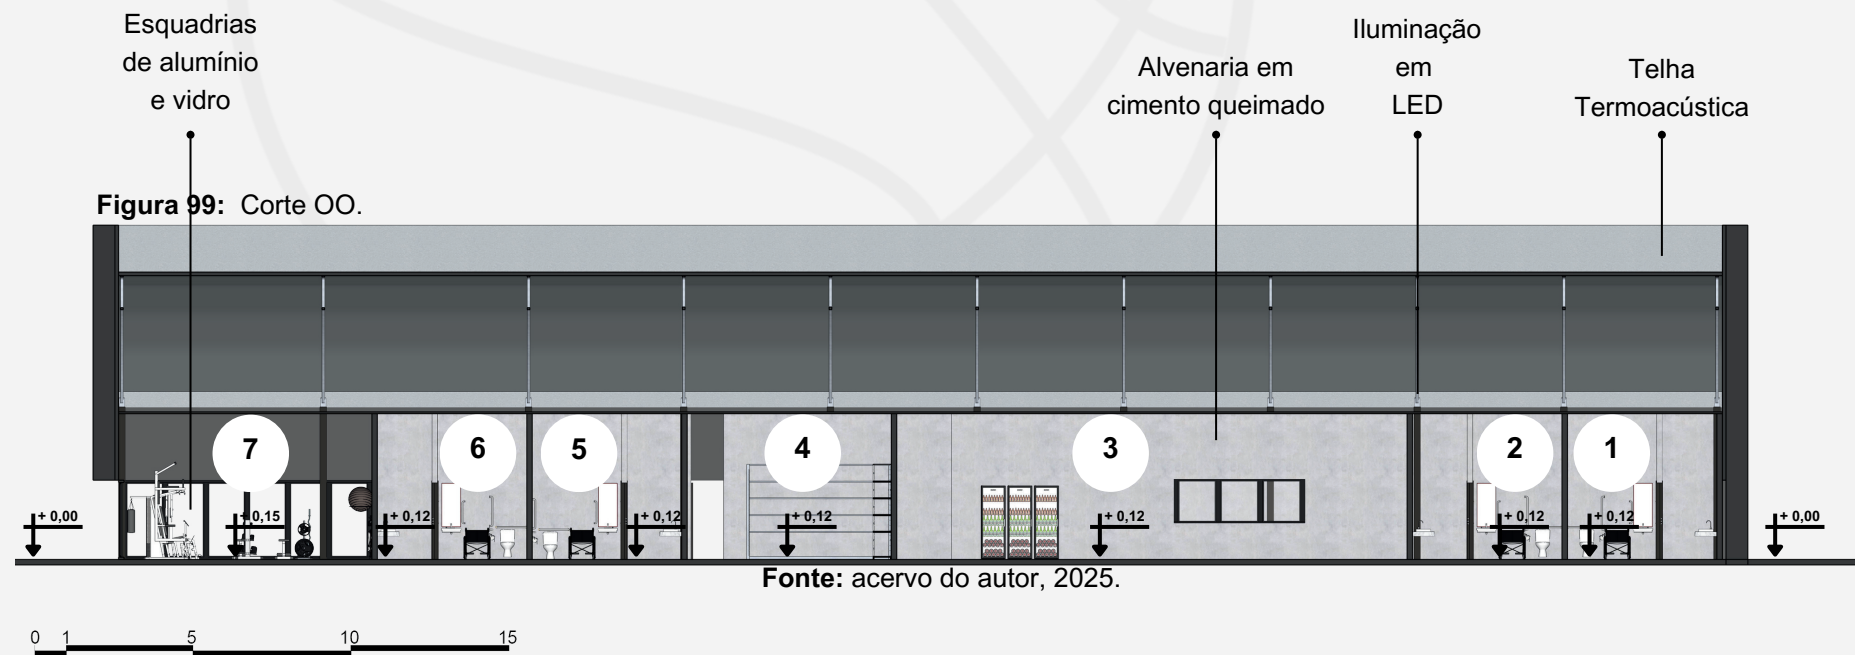 Esquadrias
de alumínio
e vidro
Alvenaria em
cimento queimado
Iluminação
em
LED
Telha
Termoacústica
Figura 99: Corte OO.
7
6
5
4
3
2
1
+ 0,00
+ 0,15
+ 0,12
+ 0,12
+ 0,12
+ 0,12
+ 0,12
+ 0,12
+ 0,00
Fonte: acervo do autor, 2025.
0 1 5 10 15